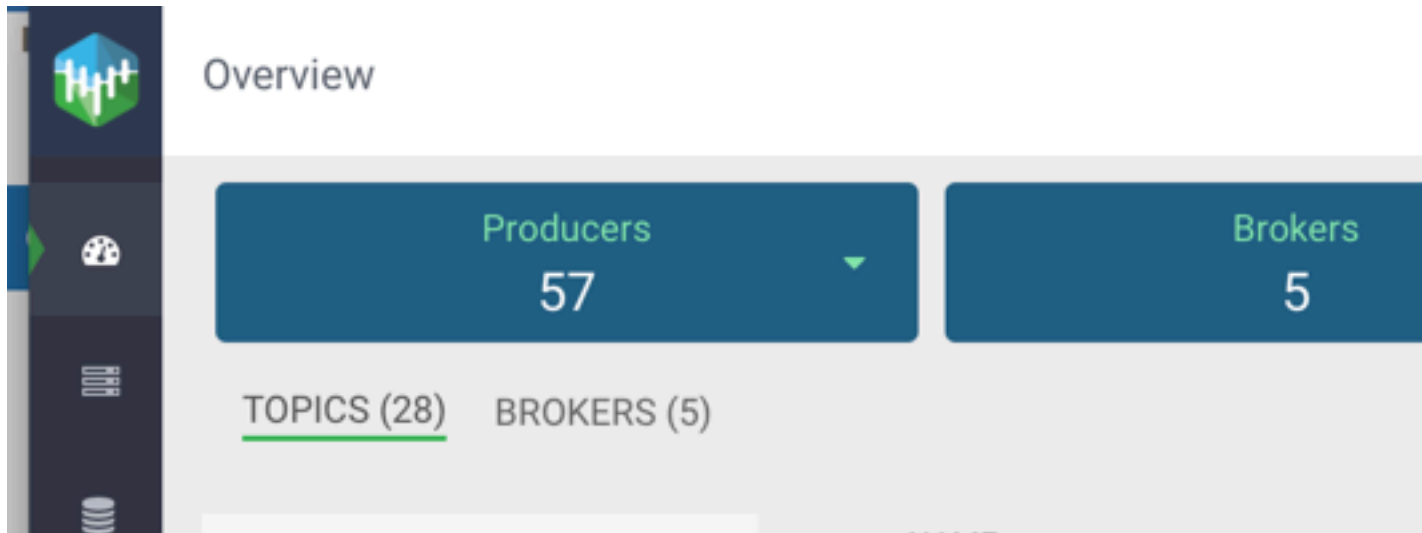 Overview
Producers
57
Brokers
5
TOPICS (28)
BROKERS (5)